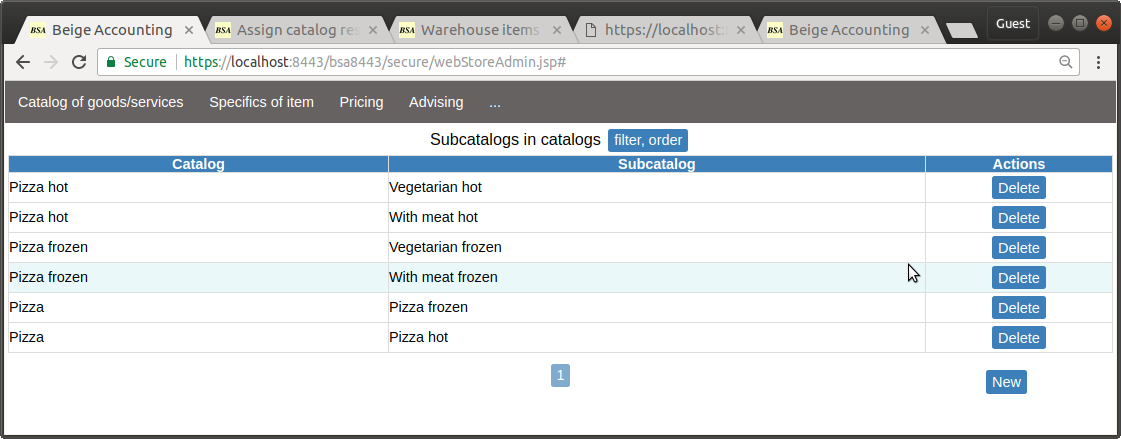 BSA Beige Accounting BSA Assign catalog res BSA Warehouse items https://localhost: BSA Beige Accounting Guest
Secure https://localhost:8443/bsa8443/secure/webStoreAdmin.jsp#
Catalog of goods/services Specifics of item Pricing Advising ...
Subcatalogs in catalogs filter, order
Catalog Subcatalog Actions
Pizza hot Vegetarian hot Delete
Pizza hot With meat hot Delete
Pizza frozen Vegetarian frozen Delete
Pizza frozen With meat frozen Delete
Pizza Pizza frozen Delete
Pizza Pizza hot Delete
1
New